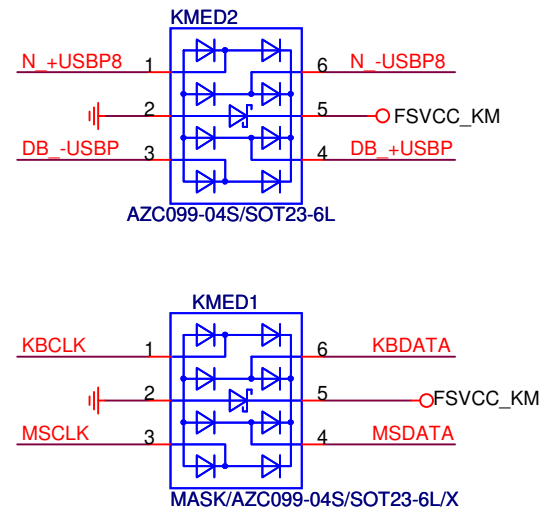 KMED2
N_+USBP8 1 6 N_-USBP8
2 5 FSVCC_KM
DB_-USBP 3 4 DB_+USBP
AZC099-04S/SOT23-6L
KMED1
KBCLK 1 6 KBDATA
2 5 FSVCC_KM
MSCLK 3 4 MSDATA
MASK/AZC099-04S/SOT23-6L/X